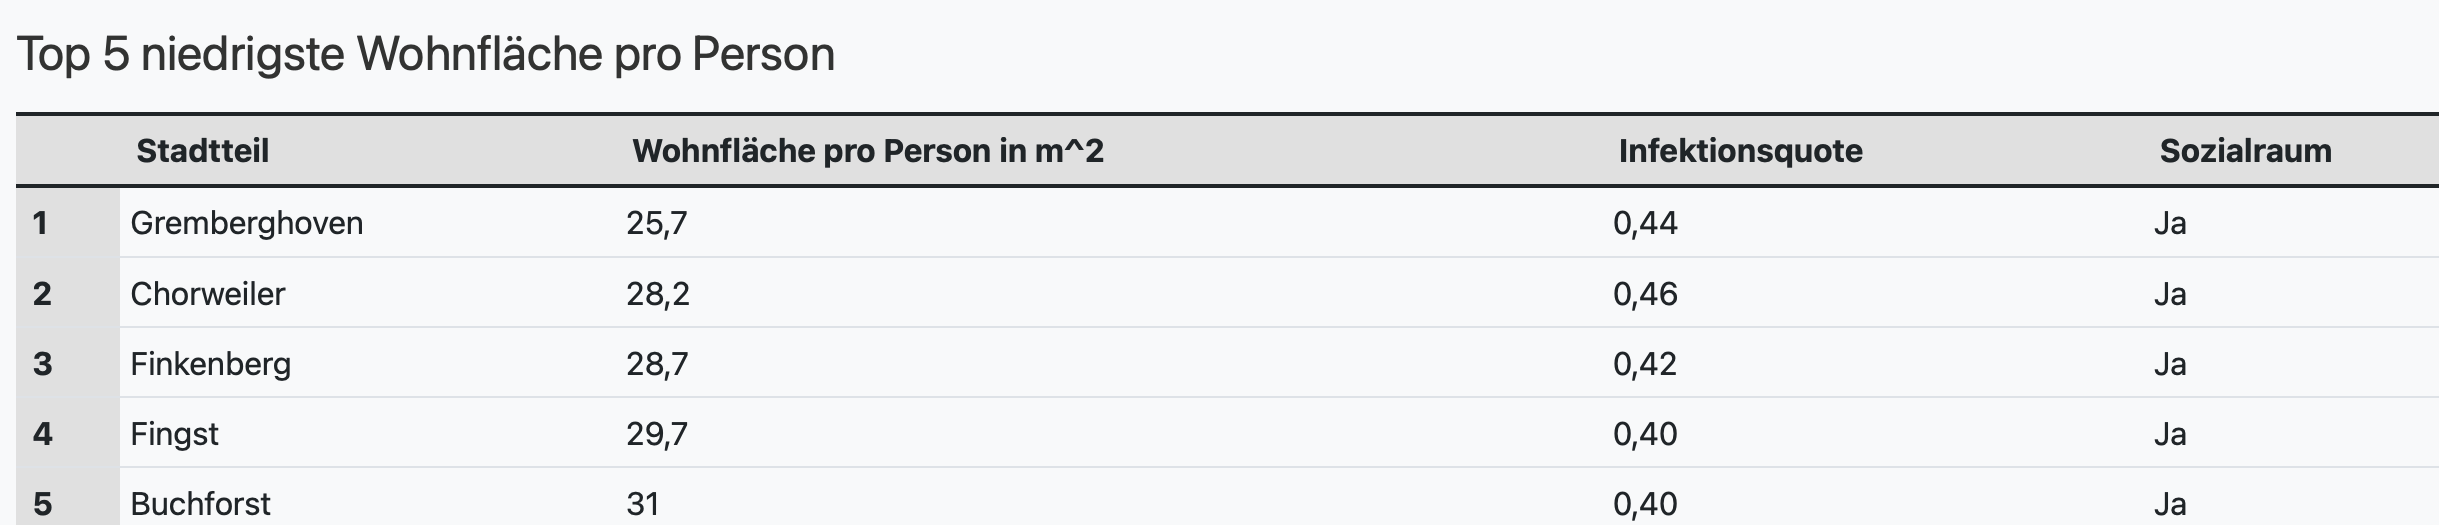 Top 5 niedrigste Wohnfläche pro Person
Stadtteil Wohnfläche pro Person in m^2 Infektionsquote Sozialraum
1 Gremberghoven 25,7 0,44 Ja
2 Chorweiler 28,2 0,46 Ja
3 Finkenberg 28,7 0,42 Ja
4 Fingst 29,7 0,40 Ja
5 Buchforst 31 0,40 Ja